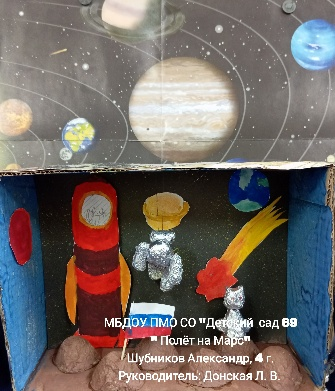 МБДОУ ПМО СО "Детский сад 69
" Полёт на Марс"
Шубников Александр, 4 г.
Руководитель: Донская Л. В.